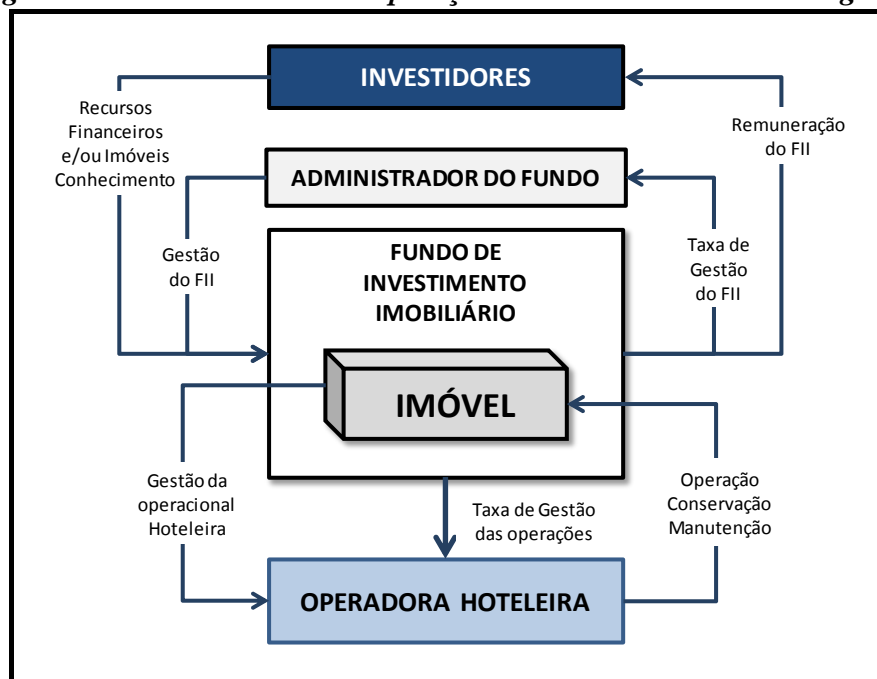 INVESTIDORES
Recursos
Financeiros
e/ou Imóveis
Conhecimento
Remuneração
do FII
ADMINISTRADOR DO FUNDO
Gestão
do FII
Taxa de
Gestão
do FII
FUNDO DE
INVESTIMENTO
IMOBILIÁRIO
IMÓVEL
Gestão da
operacional
Hoteleira
Taxa de Gestão
das operações
Operação
Conservação
Manutenção
OPERADORA HOTELEIRA